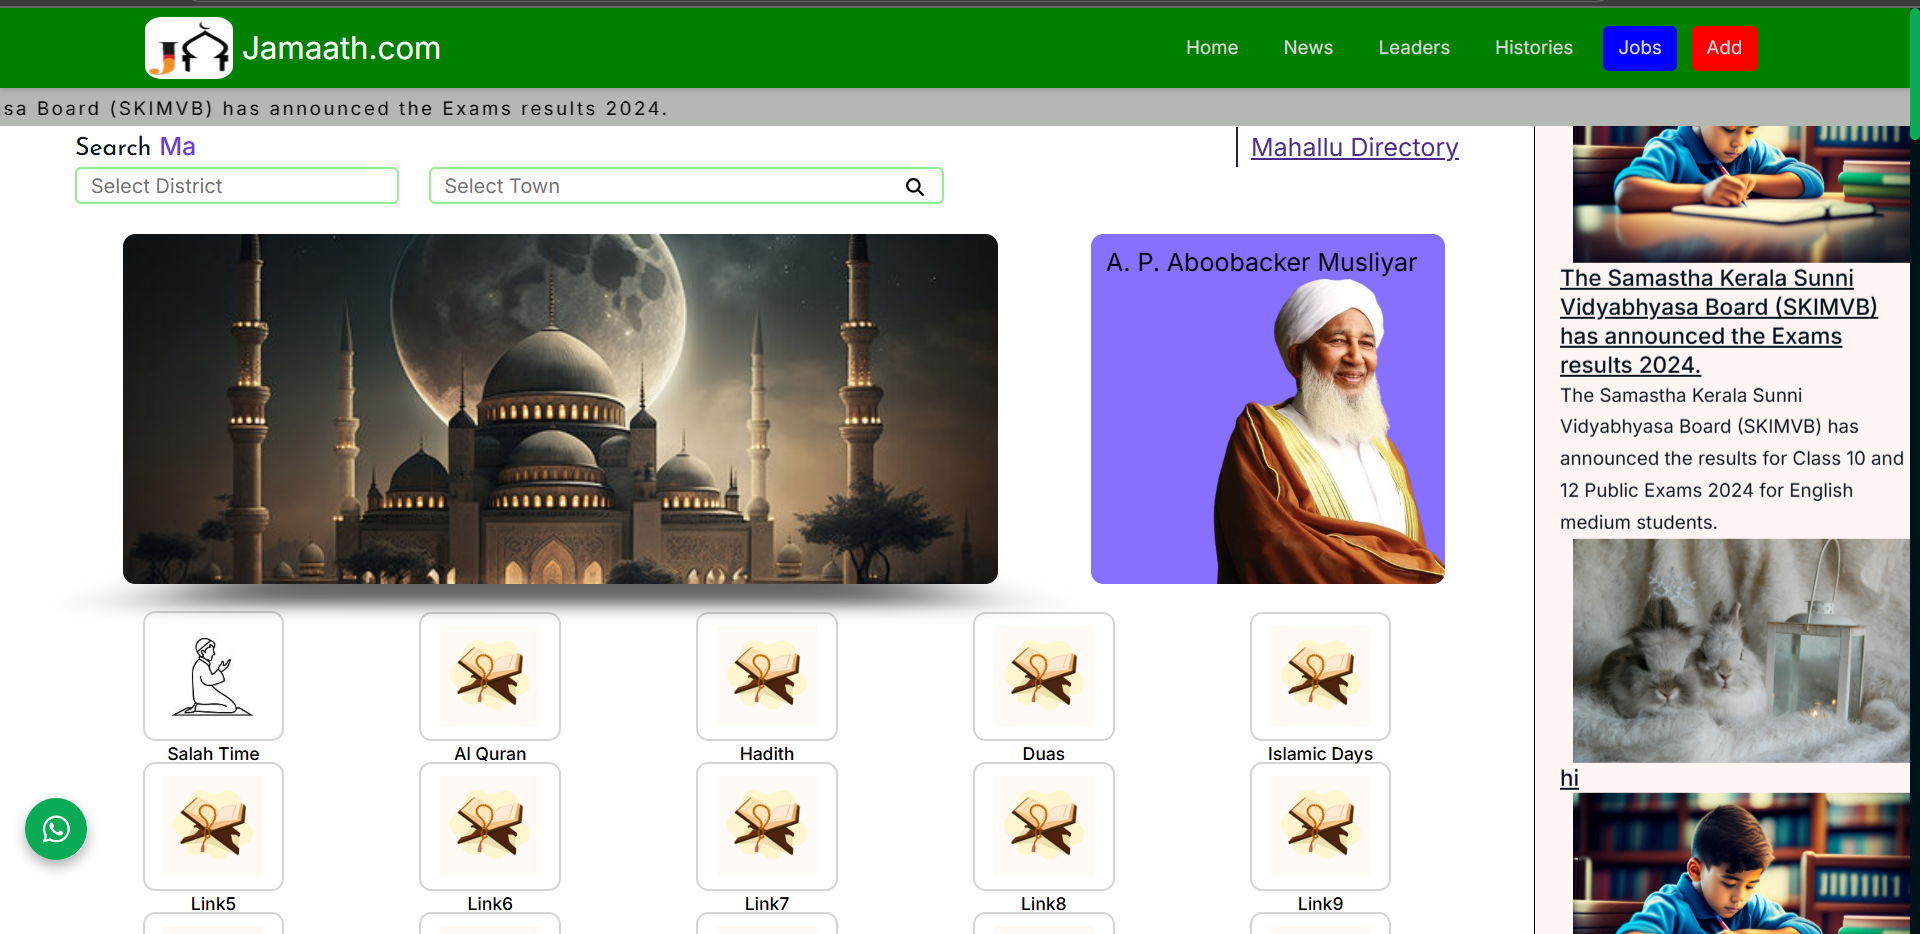 Jamaath.com
Home
News
Leaders
Histories
Jobs
Add
asa Board (SKIMVB) has announced the Exams results 2024.
Search Ma
Mahallu Directory
Select District
Select Town
A. P. Aboobacker Musliyar
Salah Time
Al Quran
Hadith
Duas
Islamic Days
Link5
Link6
Link7
Link8
Link9
The Samastha Kerala Sunni
Vidyabhyasa Board (SKIMVB)
has announced the Exams
results 2024.
The Samastha Kerala Sunni
Vidyabhyasa Board (SKIMVB) has
announced the results for Class 10 and
12 Public Exams 2024 for English
medium students.
hi